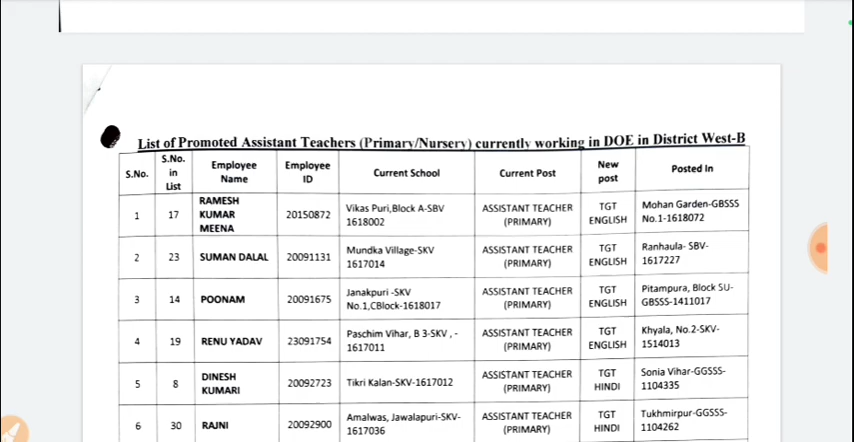 List of Promoted Assistant Teachers (Primary/Nursery) currently working in DOE in District West-B
S.No. S.No. in List Employee Name Employee ID Current School Current Post New post Posted In
1 17 RAMESH KUMAR MEENA 20150872 Vikas Puri,Block A-SBV 1618002 ASSISTANT TEACHER (PRIMARY) TGT ENGLISH Mohan Garden-GBSSS No.1-1618072
2 23 SUMAN DALAL 20091131 Mundka Village-SKV 1617014 ASSISTANT TEACHER (PRIMARY) TGT ENGLISH Ranhaula- SBV- 1617227
3 14 POONAM 20091675 Janakpuri -SKV No.1,CBlock-1618017 ASSISTANT TEACHER (PRIMARY) TGT ENGLISH Pitampura, Block SU- GBSSS-1411017
4 19 RENU YADAV 23091754 Paschim Vihar, B 3-SKV , - 1617011 ASSISTANT TEACHER (PRIMARY) TGT ENGLISH Khyala, No.2-SKV- 1514013
5 8 DINESH KUMARI 20092723 Tikri Kalan-SKV-1617012 ASSISTANT TEACHER (PRIMARY) TGT HINDI Sonia Vihar-GGSSS- 1104335
6 30 RAJNI 20092900 Amalwas, Jawalapuri-SKV- 1617036 ASSISTANT TEACHER (PRIMARY) TGT HINDI Tukhmirpur-GGSSS- 1104262